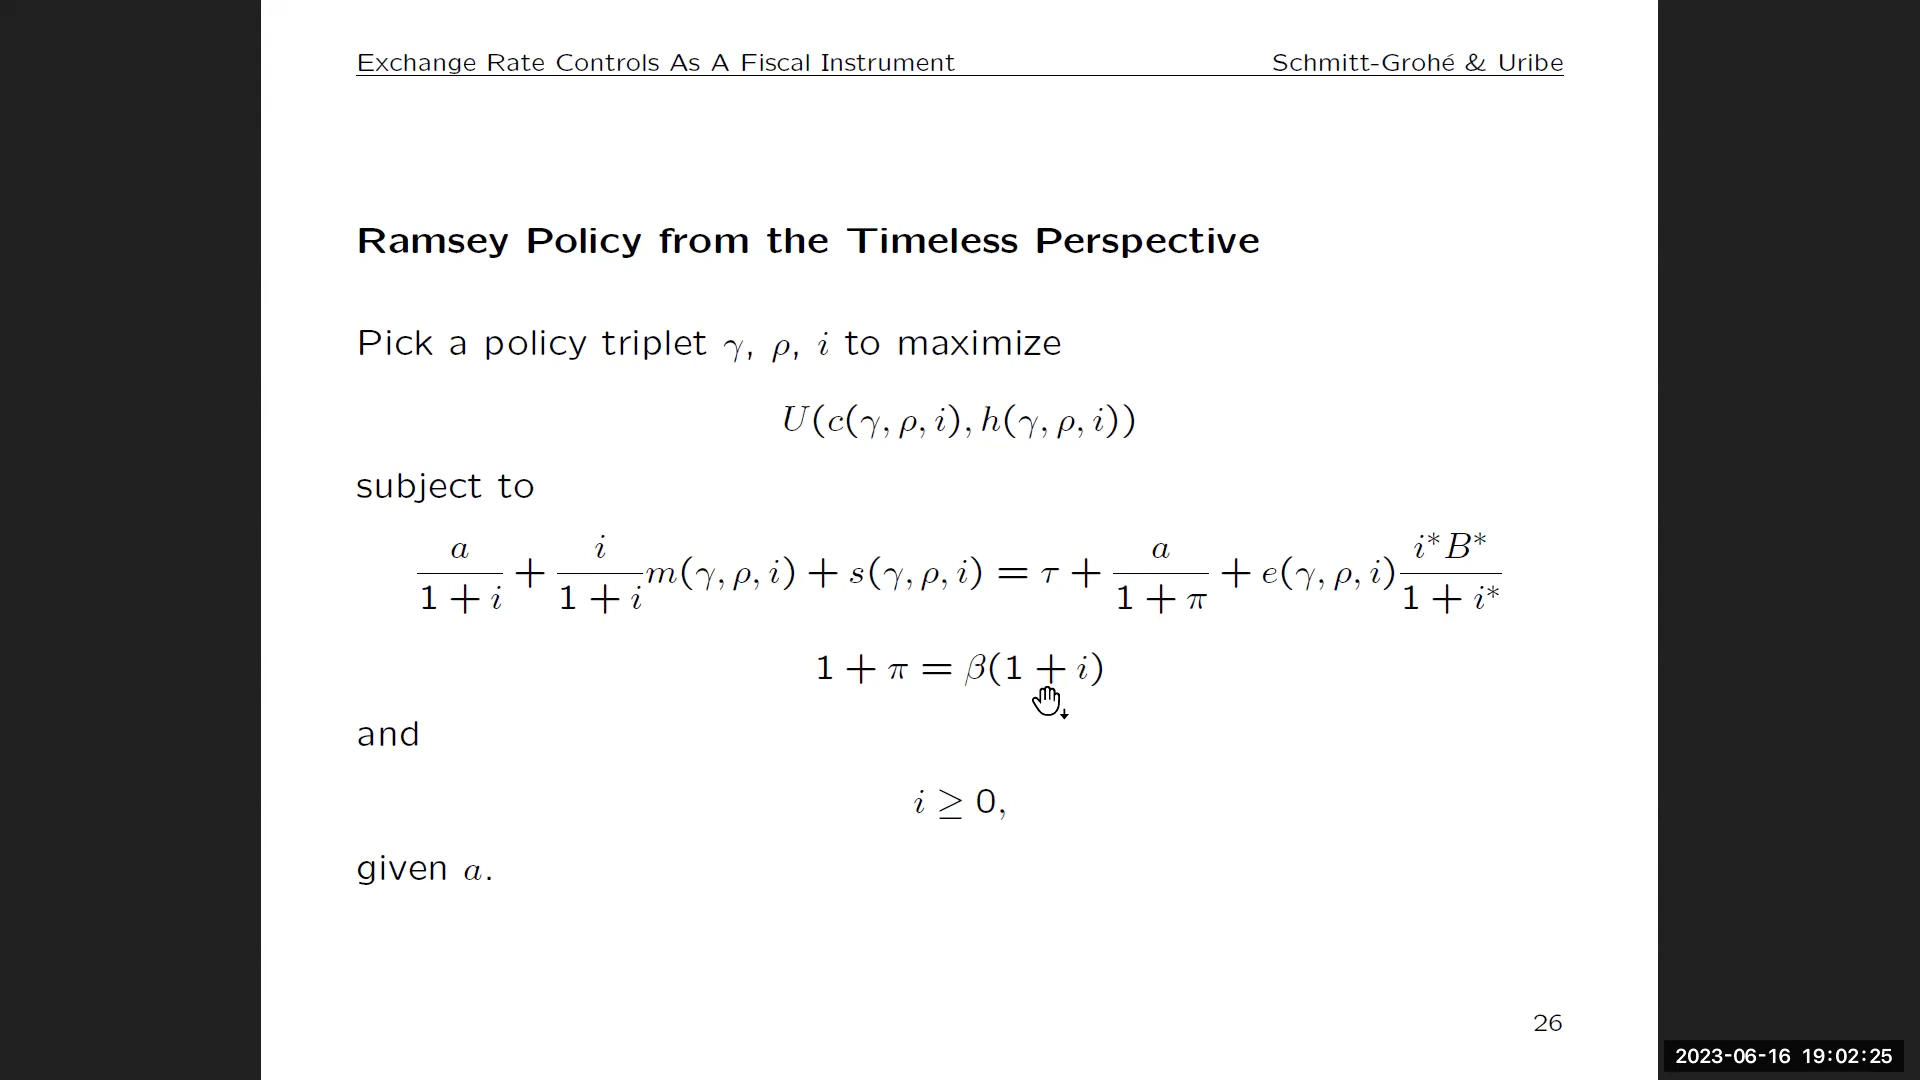 Exchange Rate Controls As A Fiscal Instrument Schmitt-Grohé & Uribe
Ramsey Policy from the Timeless Perspective
Pick a policy triplet γ, ρ, i to maximize
U(c(γ, ρ, i), h(γ, ρ, i))
subject to
a/(1 + i) + i/(1 + i) m(γ, ρ, i) + s(γ, ρ, i) = τ + a/(1 + π) + e(γ, ρ, i) i*B*/(1 + i*)
1 + π = β(1 + i)
and
i ≥ 0,
given a.
26
2023-06-16 19:02:25